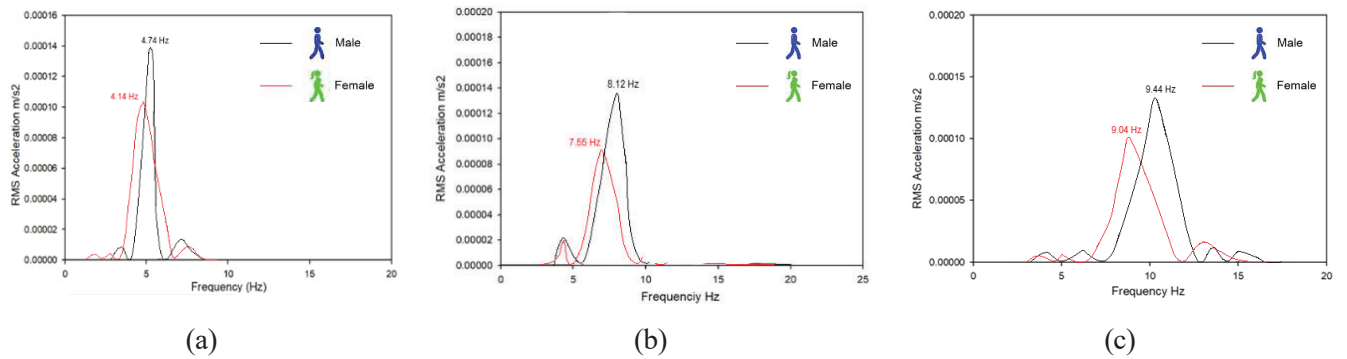 0.00016
0.00014
0.00012
0.00010
0.00008
0.00006
0.00004
0.00002
0.00000
RMS Acceleration m/s2
4.74 Hz
4.14 Hz
Male
Female
0 5 10 15 20
Frequency (Hz)
(a)
0.00020
0.00018
0.00016
0.00014
0.00012
0.00010
0.00008
0.00006
0.00004
0.00002
0.00000
RMS Acceleration m/s2
8.12 Hz
7.55 Hz
Male
Female
0 5 10 15 20 25
Frequenciy Hz
(b)
0.00020
0.00015
0.00010
0.00005
0.00000
RMS Acceleration m/s2
9.44 Hz
9.04 Hz
Male
Female
0 5 10 15 20
Frequency Hz
(c)